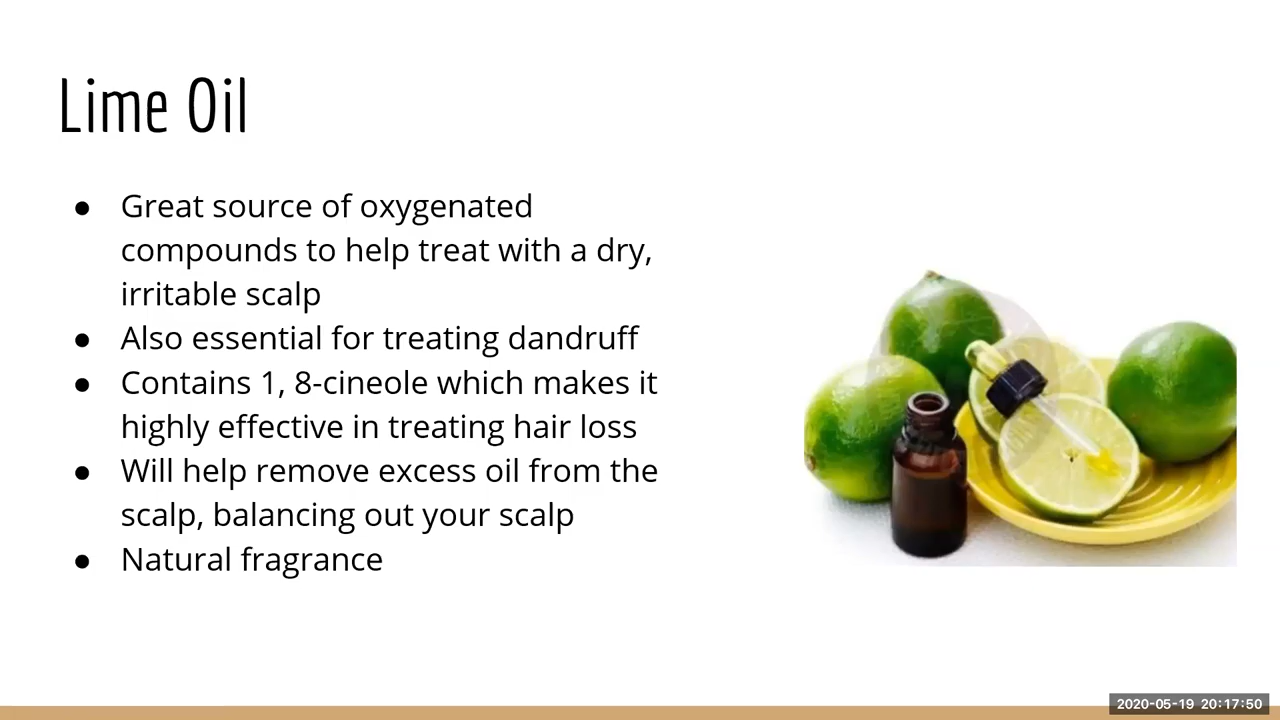 Lime Oil
● Great source of oxygenated
compounds to help treat with a dry,
irritable scalp
● Also essential for treating dandruff
● Contains 1, 8-cineole which makes it
highly effective in treating hair loss
● Will help remove excess oil from the
scalp, balancing out your scalp
● Natural fragrance
2020-05-19 20:17:50